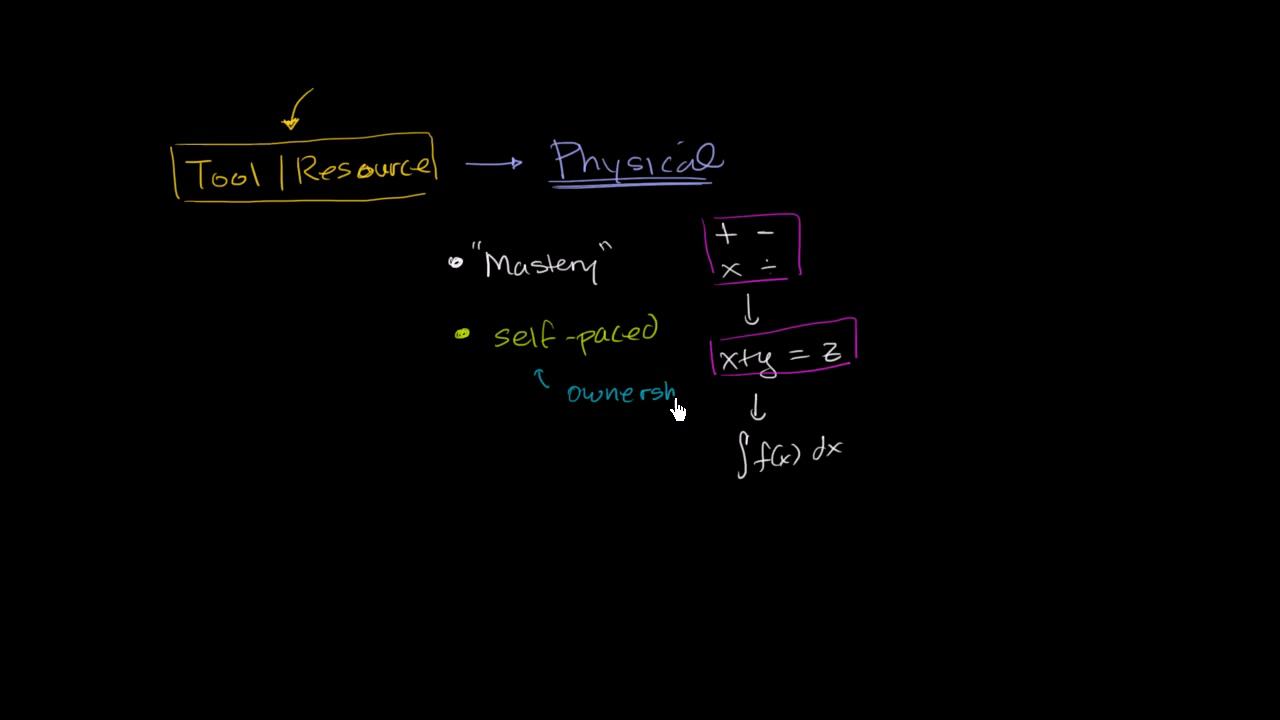 Tool | Resource → Physical
"Mastery"
+ −
x ÷
self-paced
x+y = z
ownersh
∫f(x) dx